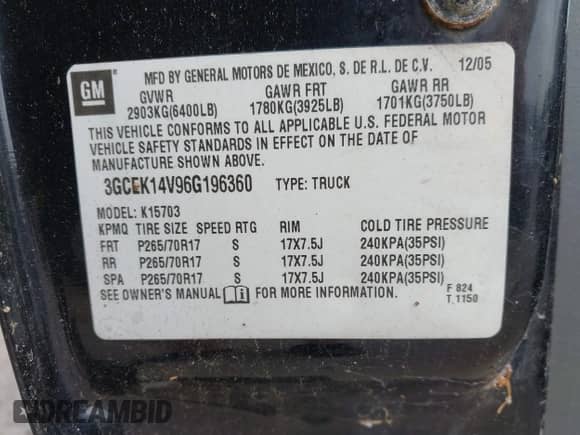 GM
MFD BY GENERAL MOTORS DE MEXICO, S. DE R.L. DE C.V. 12/05
GVWR GAWR FRT GAWR RR
2903KG(6400LB) 1780KG(3925LB) 1701KG(3750LB)
THIS VEHICLE CONFORMS TO ALL APPLICABLE U.S. FEDERAL MOTOR
VEHICLE SAFETY STANDARDS IN EFFECT ON THE DATE OF
MANUFACTURE SHOWN ABOVE.
3GCEK14V96G196360 TYPE: TRUCK
MODEL: K15703
KPMQ TIRE SIZE SPEED RTG RIM COLD TIRE PRESSURE
FRT P265/70R17 S 17X7.5J 240KPA(35PSI)
RR P265/70R17 S 17X7.5J 240KPA(35PSI)
SPA P265/70R17 S 17X7.5J 240KPA(35PSI)
SEE OWNER'S MANUAL FOR MORE INFORMATION.
F 824
T 1150
DREAMBID